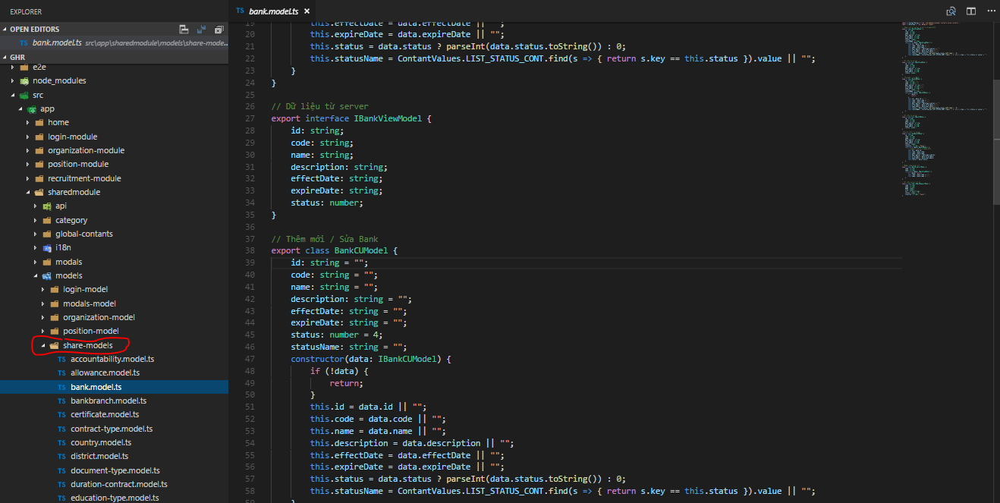 EXPLORER
OPEN EDITORS
TS bank.model.ts src\app\sharedmodule\models\share-mode...
GHR
e2e
node_modules
src
app
home
login-module
organization-module
position-module
recruitment-module
sharedmodule
api
category
global-contants
i18n
modals
models
login-model
modals-model
organization-model
position-model
share-models
TS accountability.model.ts
TS allowance.model.ts
TS bank.model.ts
TS bankbranch.model.ts
TS certificate.model.ts
TS contract-type.model.ts
TS country.model.ts
TS district.model.ts
TS document-type.model.ts
TS duration-contract.model.ts
TS education-type.model.ts
TS bank.model.ts ×
19 this.effectDate = data.effectDate || "";
20 this.expireDate = data.expireDate || "";
21 this.status = data.status ? parseInt(data.status.toString()) : 0;
22 this.statusName = ContantValues.LIST_STATUS_CONT.find(s => { return s.key == this.status }).value || "";
23 }
24 }
25
26 // Dữ liệu từ server
27 export interface IBankViewModel {
28 id: string;
29 code: string;
30 name: string;
31 description: string;
32 effectDate: string;
33 expireDate: string;
34 status: number;
35 }
36
37 // Thêm mới / Sửa Bank
38 export class BankCUModel {
39 id: string = "";
40 code: string = "";
41 name: string = "";
42 description: string = "";
43 effectDate: string = "";
44 expireDate: string = "";
45 status: number = 4;
46 statusName: string = "";
47 constructor(data: IBankCUModel) {
48 if (!data) {
49 return;
50 }
51 this.id = data.id || "";
52 this.code = data.code || "";
53 this.name = data.name || "";
54 this.description = data.description || "";
55 this.effectDate = data.effectDate || "";
56 this.expireDate = data.expireDate || "";
57 this.status = data.status ? parseInt(data.status.toString()) : 0;
58 this.statusName = ContantValues.LIST_STATUS_CONT.find(s => { return s.key == this.status }).value || "";
59 }